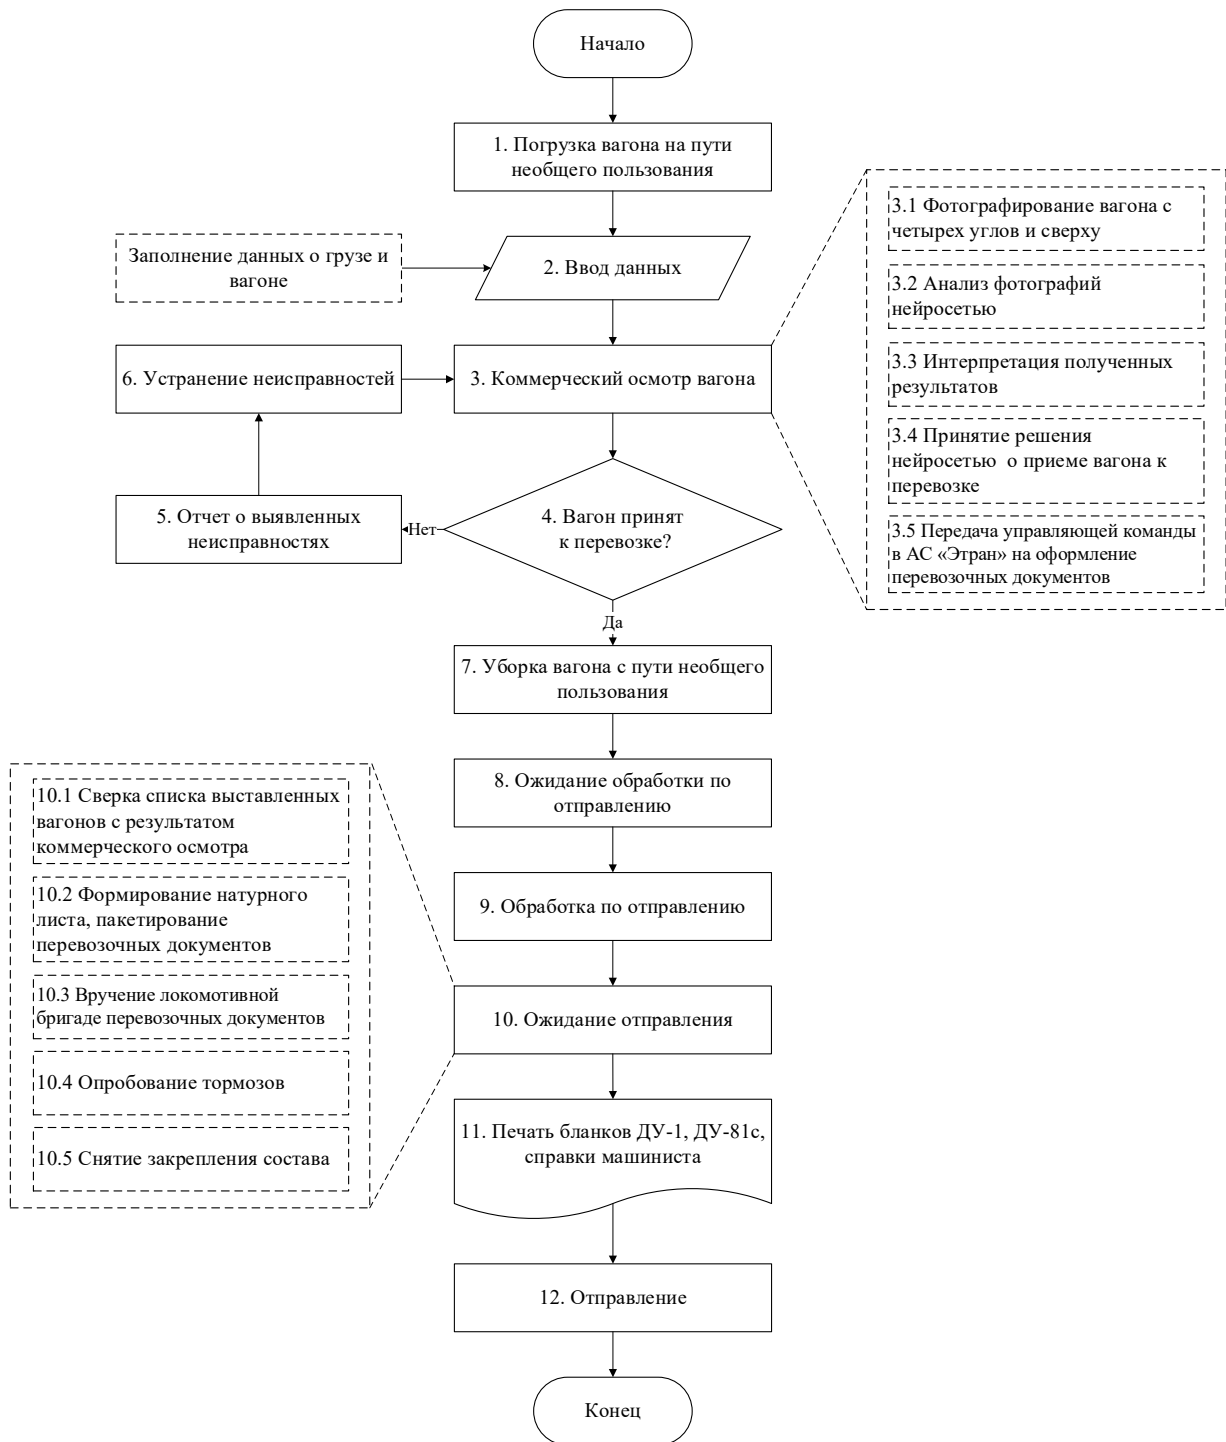 Начало
1. Погрузка вагона на пути
необщего пользования
Заполнение данных о грузе и
вагоне
2. Ввод данных
3. Коммерческий осмотр вагона
3.1 Фотографирование вагона с
четырех углов и сверху
3.2 Анализ фотографий
нейросетью
3.3 Интерпретация полученных
результатов
3.4 Принятие решения
нейросетью о приеме вагона к
перевозке
3.5 Передача управляющей команды
в АС «Этран» на оформление
перевозочных документов
6. Устранение неисправностей
4. Вагон принят
к перевозке?
Нет
5. Отчет о выявленных
неисправностях
Да
7. Уборка вагона с пути необщего
пользования
8. Ожидание обработки по
отправлению
9. Обработка по отправлению
10. Ожидание отправления
10.1 Сверка списка выставленных
вагонов с результатом
коммерческого осмотра
10.2 Формирование натурного
листа, пакетирование
перевозочных документов
10.3 Вручение локомотивной
бригаде перевозочных документов
10.4 Опробование тормозов
10.5 Снятие закрепления состава
11. Печать бланков ДУ-1, ДУ-81с,
справки машиниста
12. Отправление
Конец